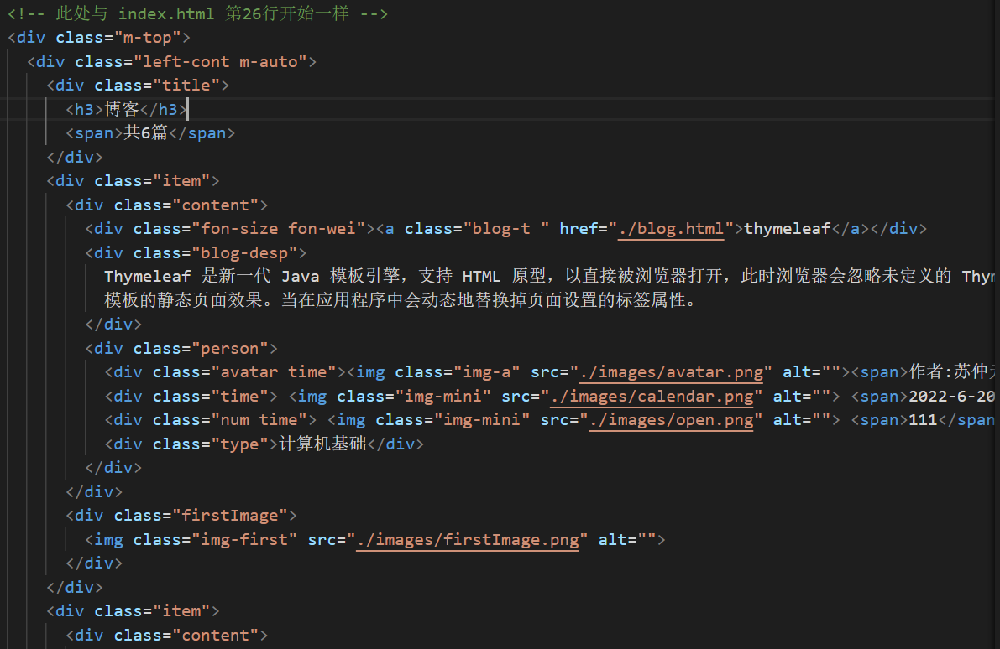 <!-- 此处与 index.html 第26行开始一样 -->
<div class="m-top">
<div class="left-cont m-auto">
<div class="title">
<h3>博客</h3>
<span>共6篇</span>
</div>
<div class="item">
<div class="content">
<div class="fon-size fon-wei"><a class="blog-t " href="./blog.html">thymeleaf</a></div>
<div class="blog-desp">
Thymeleaf 是新一代 Java 模板引擎，支持 HTML 原型，以直接被浏览器打开，此时浏览器会忽略未定义的 Thym
模板的静态页面效果。当在应用程序中会动态地替换掉页面设置的标签属性。
</div>
<div class="person">
<div class="avatar time"><img class="img-a" src="./images/avatar.png" alt=""><span>作者:苏仲
<div class="time"> <img class="img-mini" src="./images/calendar.png" alt=""> <span>2022-6-20
<div class="num time"> <img class="img-mini" src="./images/open.png" alt=""> <span>111</span
<div class="type">计算机基础</div>
</div>
</div>
<div class="firstImage">
<img class="img-first" src="./images/firstImage.png" alt="">
</div>
</div>
<div class="item">
<div class="content">